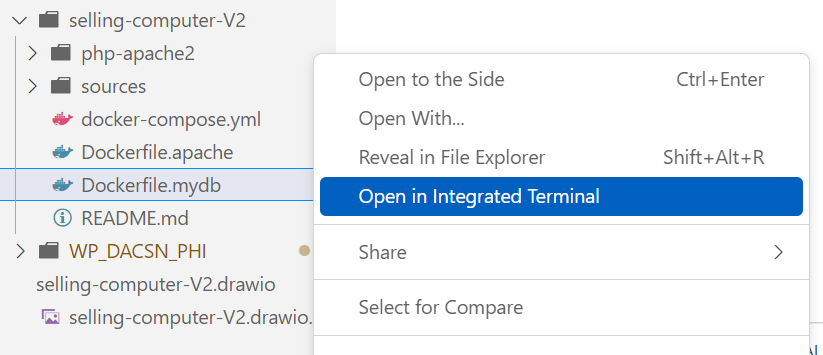 selling-computer-V2
php-apache2
sources
docker-compose.yml
Dockerfile.apache
Dockerfile.mydb
README.md
WP_DACSN_PHI
selling-computer-V2.drawio
selling-computer-V2.drawio.
Open to the Side Ctrl+Enter
Open With...
Reveal in File Explorer Shift+Alt+R
Open in Integrated Terminal
Share
Select for Compare